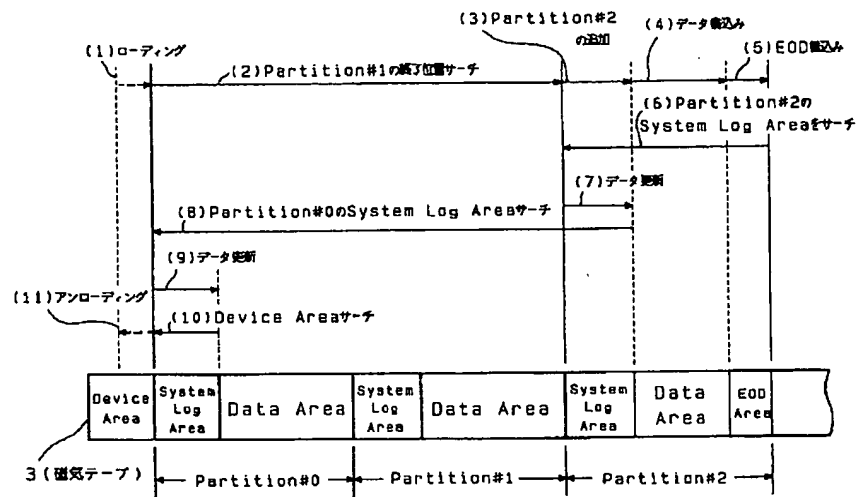 (1)ローディング
(2)Partition#1の終了位置サーチ
(3)Partition#2
の追加
(4)データ書込み
(5)EOD書込み
(6)Partition#2の
System Log Areaをサーチ
(7)データ更新
(8)Partition#0のSystem Log Areaサーチ
(9)データ更新
(10)Device Areaサーチ
(11)アンローディング
Device Area
System Log Area
Data Area
System Log Area
Data Area
System Log Area
Data Area
EOD Area
3(磁気テープ)
Partition#0
Partition#1
Partition#2